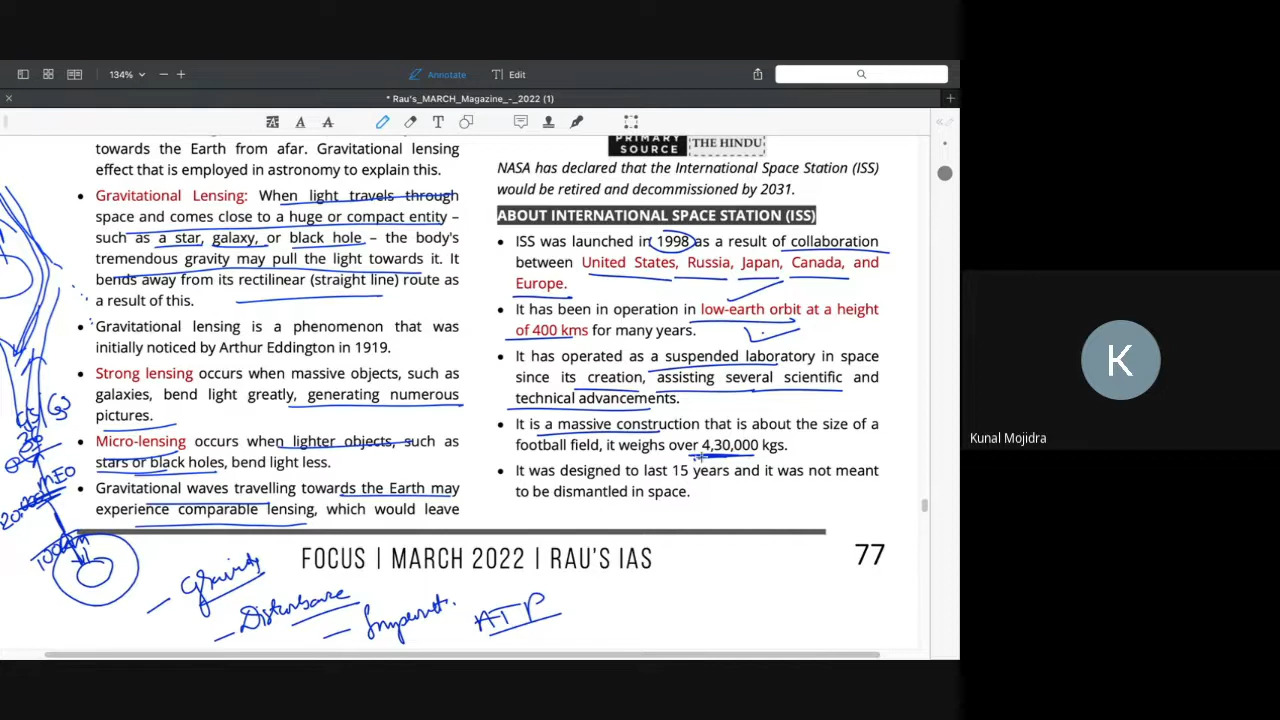 134%
Annotate
Edit
* Rau's_MARCH_Magazine_-_2022 (1)
towards the Earth from afar. Gravitational lensing
effect that is employed in astronomy to explain this.
• Gravitational Lensing: When light travels through
space and comes close to a huge or compact entity –
such as a star, galaxy, or black hole – the body's
tremendous gravity may pull the light towards it. It
bends away from its rectilinear (straight line) route as
a result of this.
• Gravitational lensing is a phenomenon that was
initially noticed by Arthur Eddington in 1919.
• Strong lensing occurs when massive objects, such as
galaxies, bend light greatly, generating numerous
pictures.
• Micro-lensing occurs when lighter objects, such as
stars or black holes, bend light less.
• Gravitational waves travelling towards the Earth may
experience comparable lensing, which would leave
PRIMARY
SOURCE
THE HINDU
NASA has declared that the International Space Station (ISS)
would be retired and decommissioned by 2031.
ABOUT INTERNATIONAL SPACE STATION (ISS)
• ISS was launched in 1998 as a result of collaboration
between United States, Russia, Japan, Canada, and
Europe.
• It has been in operation in low-earth orbit at a height
of 400 kms for many years.
• It has operated as a suspended laboratory in space
since its creation, assisting several scientific and
technical advancements.
• It is a massive construction that is about the size of a
football field, it weighs over 4,30,000 kgs.
• It was designed to last 15 years and it was not meant
to be dismantled in space.
FOCUS | MARCH 2022 | RAU'S IAS
77
MEO
– Gravity
– Disturbance
ATP
K
Kunal Mojidra